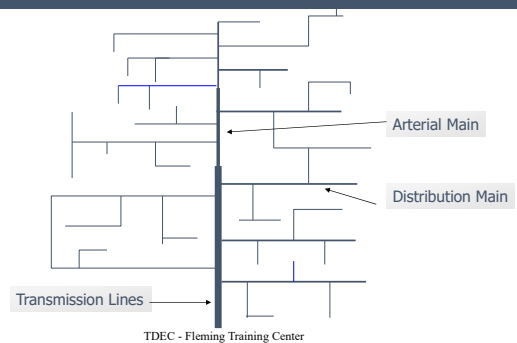 Arterial Main
Distribution Main
Transmission Lines
TDEC - Fleming Training Center